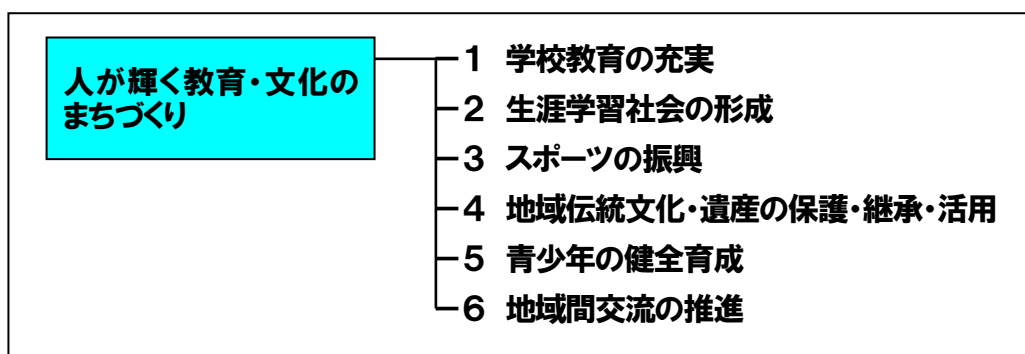 人が輝く教育・文化の
まちづくり
1 学校教育の充実
2 生涯学習社会の形成
3 スポーツの振興
4 地域伝統文化・遺産の保護・継承・活用
5 青少年の健全育成
6 地域間交流の推進